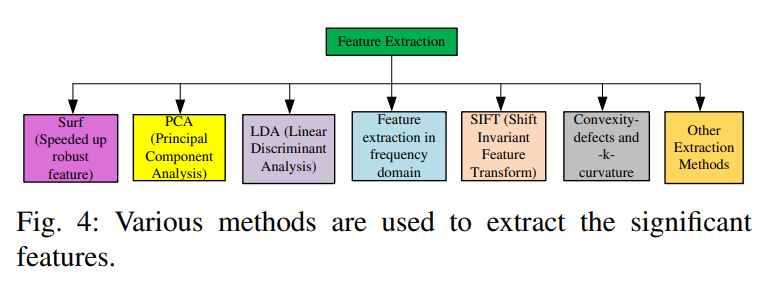 Feature Extraction
Surf
(Speeded up
robust
feature)
PCA
(Principal
Component
Analysis)
LDA (Linear
Discriminant
Analysis)
Feature
extraction in
frequency
domain
SIFT (Shift
Invariant
Feature
Transform)
Convexity-
defects and
-k-
curvature
Other
Extraction
Methods
Fig. 4: Various methods are used to extract the significant
features.